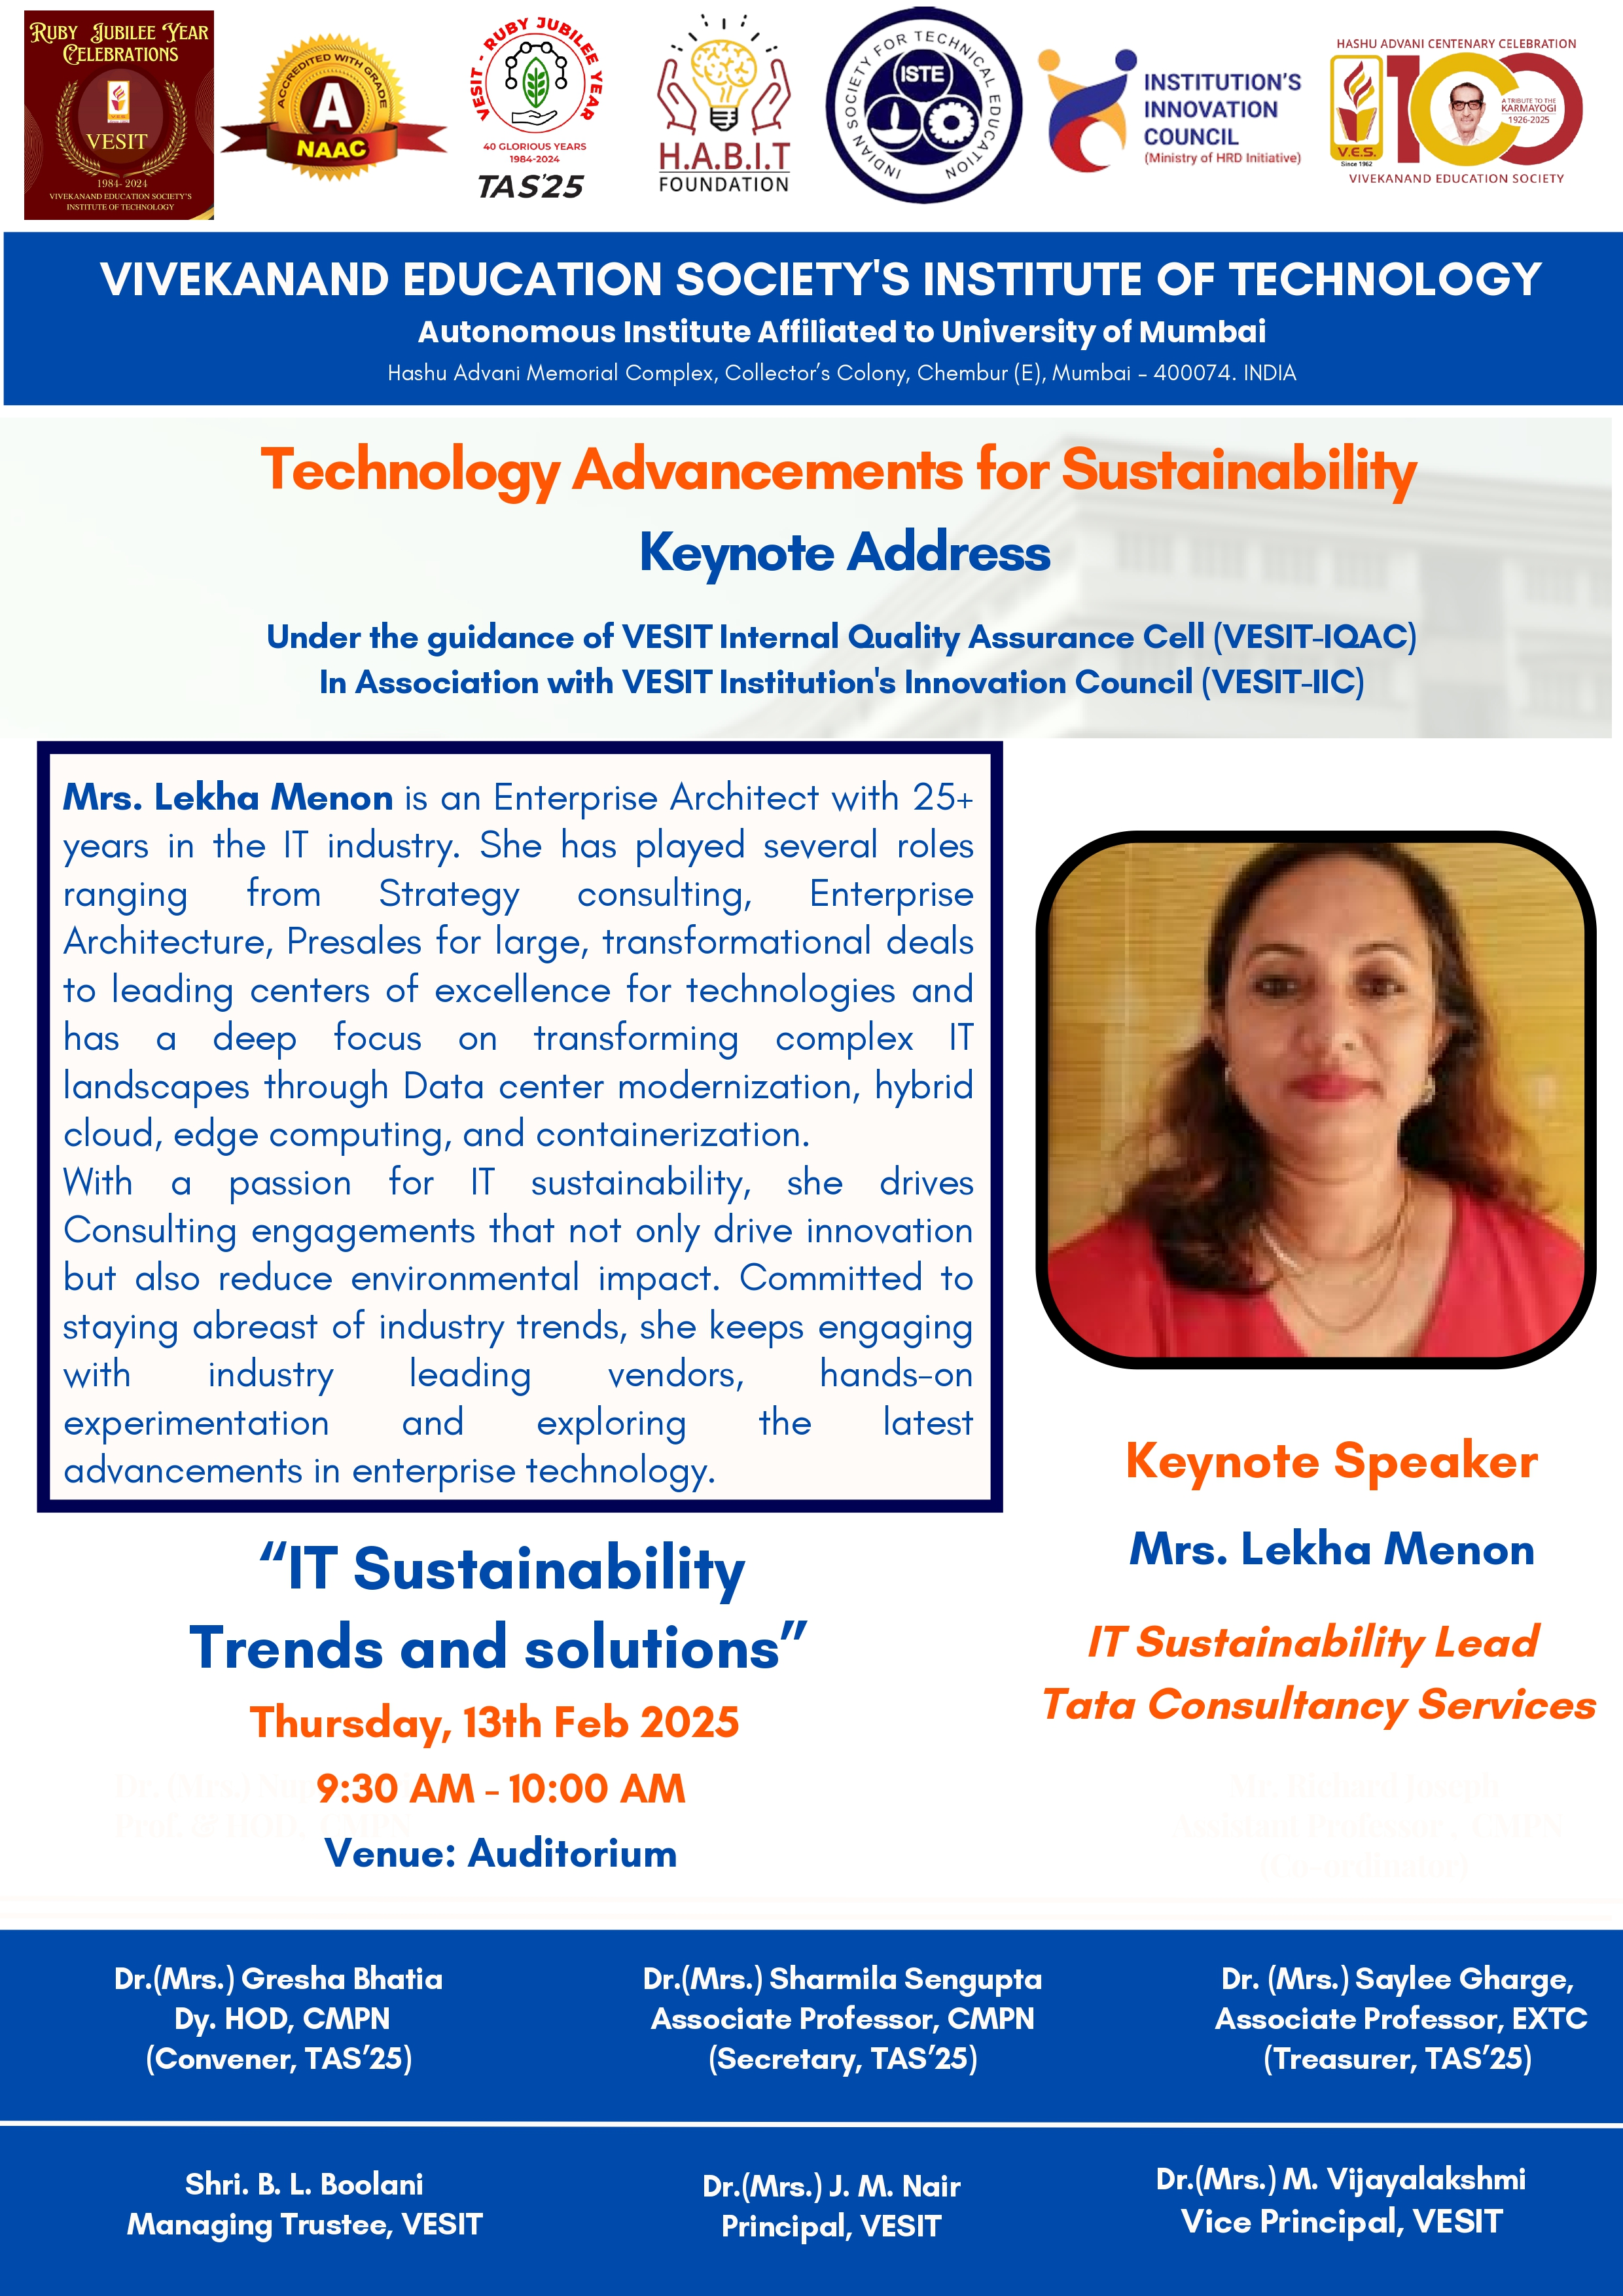 RUBY JUBILEE YEAR
CELEBRATIONS
VESIT
1984- 2024
VIVEKANAND EDUCATION SOCIETY'S
INSTITUTE OF TECHNOLOGY
ACCREDITED WITH GRADE
A
NAAC
VESIT - RUBY JUBILEE YEAR
40 GLORIOUS YEARS
1984-2024
TAS'25
H.A.B.I.T
FOUNDATION
INDIAN SOCIETY FOR TECHNICAL EDUCATION
ISTE
INSTITUTION'S
INNOVATION
COUNCIL
(Ministry of HRD Initiative)
HASHU ADVANI CENTENARY CELEBRATION
V.E.S.
Since 1962
100
A TRIBUTE TO THE
KARMAYOGI
1926-2025
VIVEKANAND EDUCATION SOCIETY
VIVEKANAND EDUCATION SOCIETY'S INSTITUTE OF TECHNOLOGY
Autonomous Institute Affiliated to University of Mumbai
Hashu Advani Memorial Complex, Collector's Colony, Chembur (E), Mumbai - 400074. INDIA
Technology Advancements for Sustainability
Keynote Address
Under the guidance of VESIT Internal Quality Assurance Cell (VESIT-IQAC)
In Association with VESIT Institution's Innovation Council (VESIT-IIC)
Mrs. Lekha Menon is an Enterprise Architect with 25+
years in the IT industry. She has played several roles
ranging from Strategy consulting, Enterprise
Architecture, Presales for large, transformational deals
to leading centers of excellence for technologies and
has a deep focus on transforming complex IT
landscapes through Data center modernization, hybrid
cloud, edge computing, and containerization.
With a passion for IT sustainability, she drives
Consulting engagements that not only drive innovation
but also reduce environmental impact. Committed to
staying abreast of industry trends, she keeps engaging
with industry leading vendors, hands-on
experimentation and exploring the latest
advancements in enterprise technology.
Keynote Speaker
Mrs. Lekha Menon
IT Sustainability Lead
Tata Consultancy Services
“IT Sustainability
Trends and solutions”
Thursday, 13th Feb 2025
9:30 AM - 10:00 AM
Venue: Auditorium
Dr. (Mrs.)
Prof. & HOD, CMPN
Mr. Richard Joseph
Assistant Professor, CMPN
(Co-ordinator)
Dr.(Mrs.) Gresha Bhatia
Dy. HOD, CMPN
(Convener, TAS'25)
Dr.(Mrs.) Sharmila Sengupta
Associate Professor, CMPN
(Secretary, TAS'25)
Dr. (Mrs.) Saylee Gharge,
Associate Professor, EXTC
(Treasurer, TAS'25)
Shri. B. L. Boolani
Managing Trustee, VESIT
Dr.(Mrs.) J. M. Nair
Principal, VESIT
Dr.(Mrs.) M. Vijayalakshmi
Vice Principal, VESIT